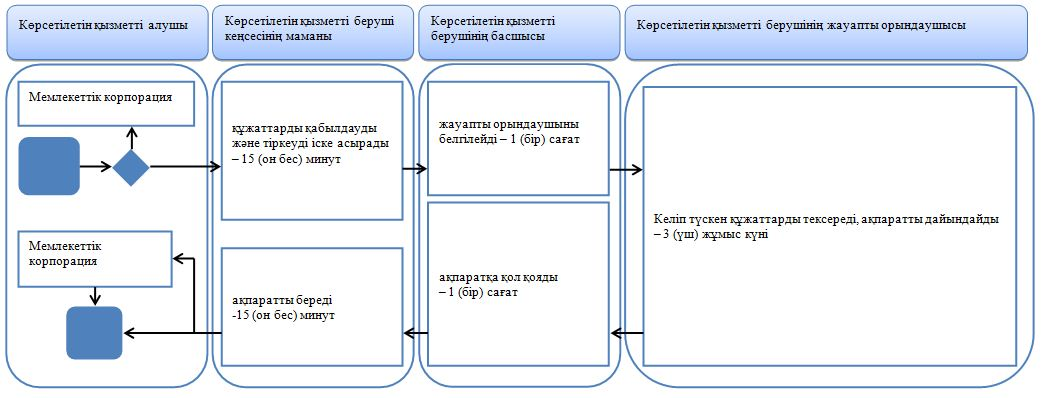 Көрсетілетін қызметті алушы
Көрсетілетін қызметті беруші
кеңсесінің маманы
Көрсетілетін қызметті
берушінің басшысы
Көрсетілетін қызметті берушінің жауапты орындаушысы
Мемлекеттік корпорация
құжаттарды қабылдауды
және тіркеуді іске асырады
– 15 (он бес) минут
жауапты орындаушыны
белгілейді – 1 (бір) сағат
Келіп түскен құжаттарды тексереді, ақпаратты дайындайды
– 3 (үш) жұмыс күні
Мемлекеттік
корпорация
ақпаратты береді
-15 (он бес) минут
ақпаратқа қол қояды
– 1 (бір) сағат